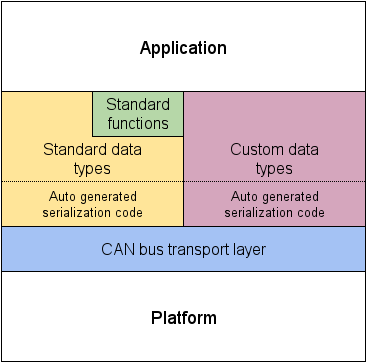 Application
Standard
functions
Standard data
types
Custom data
types
Auto generated
serialization code
Auto generated
serialization code
CAN bus transport layer
Platform